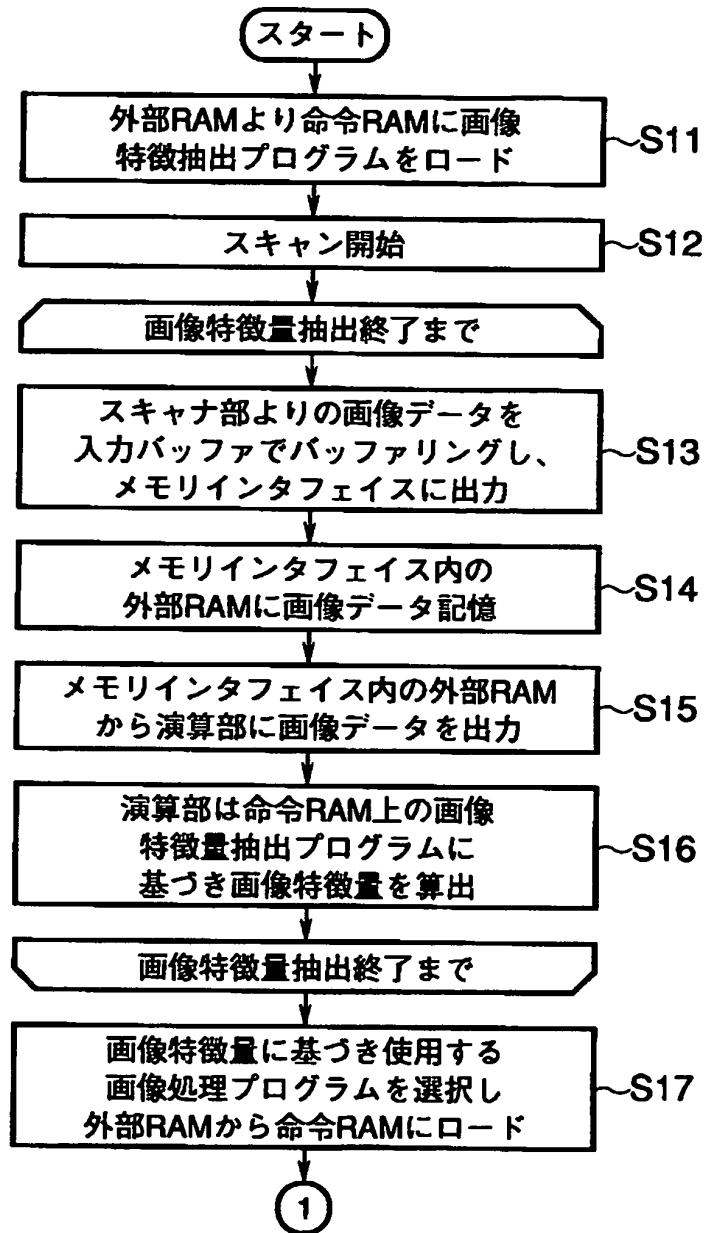 スタート
外部RAMより命令RAMに画像
特徴抽出プログラムをロード
~S11
スキャン開始
~S12
画像特徴量抽出終了まで
スキャナ部よりの画像データを
入力バッファでバッファリングし、
メモリインタフェイスに出力
~S13
メモリインタフェイス内の
外部RAMに画像データ記憶
~S14
メモリインタフェイス内の外部RAM
から演算部に画像データを出力
~S15
演算部は命令RAM上の画像
特徴量抽出プログラムに
基づき画像特徴量を算出
~S16
画像特徴量抽出終了まで
画像特徴量に基づき使用する
画像処理プログラムを選択し
外部RAMから命令RAMにロード
~S17
1